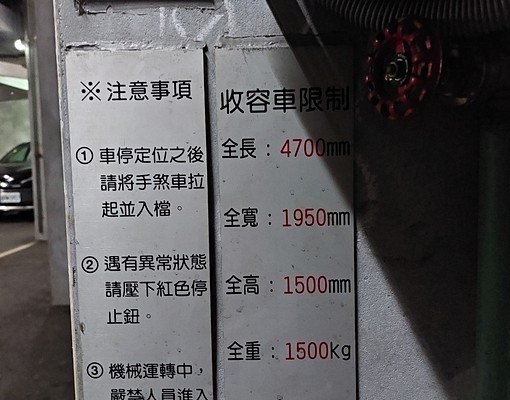 ※注意事項
① 車停定位之後
請將手煞車拉
起並入檔。
② 遇有異常狀態
請壓下紅色停
止鈕。
③ 機械運轉中，
嚴禁人員進入
收容車限制
全長：4700mm
全寬：1950mm
全高：1500mm
全重：1500kg